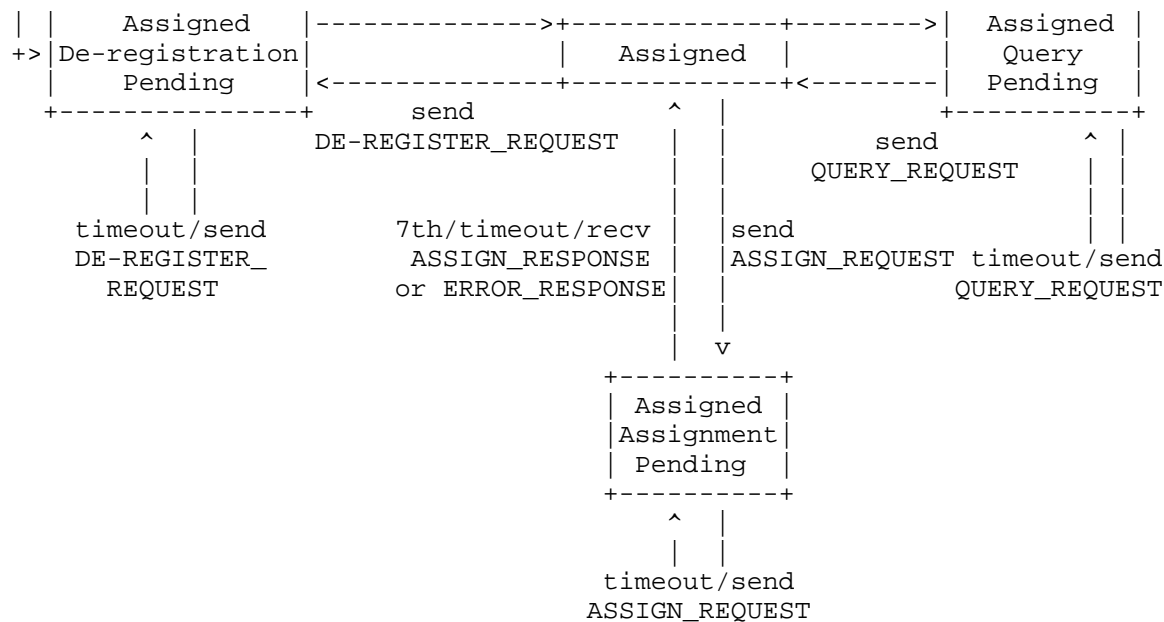 | |    Assigned    |--------------->+-------------+-------->|  Assigned |
+>|De-registration|                |   Assigned  |         |   Query   |
  |    Pending    |<---------------+-------------+<--------|  Pending  |
  +---------------+      send              ^  |            +-----------+
        ^  |       DE-REGISTER_REQUEST     |  |         send       ^ |
        |  |                               |  |     QUERY_REQUEST  | |
        |  |                               |  |                    | |
    timeout/send        7th/timeout/recv   |  |send                | |
    DE-REGISTER_         ASSIGN_RESPONSE   |  |ASSIGN_REQUEST timeout/send
      REQUEST           or ERROR_RESPONSE|  |              QUERY_REQUEST
                                           |  |
                                           |  v
                                       +----------+
                                       | Assigned |
                                       |Assignment|
                                       | Pending  |
                                       +----------+
                                           ^  |
                                           |  |
                                       timeout/send
                                      ASSIGN_REQUEST